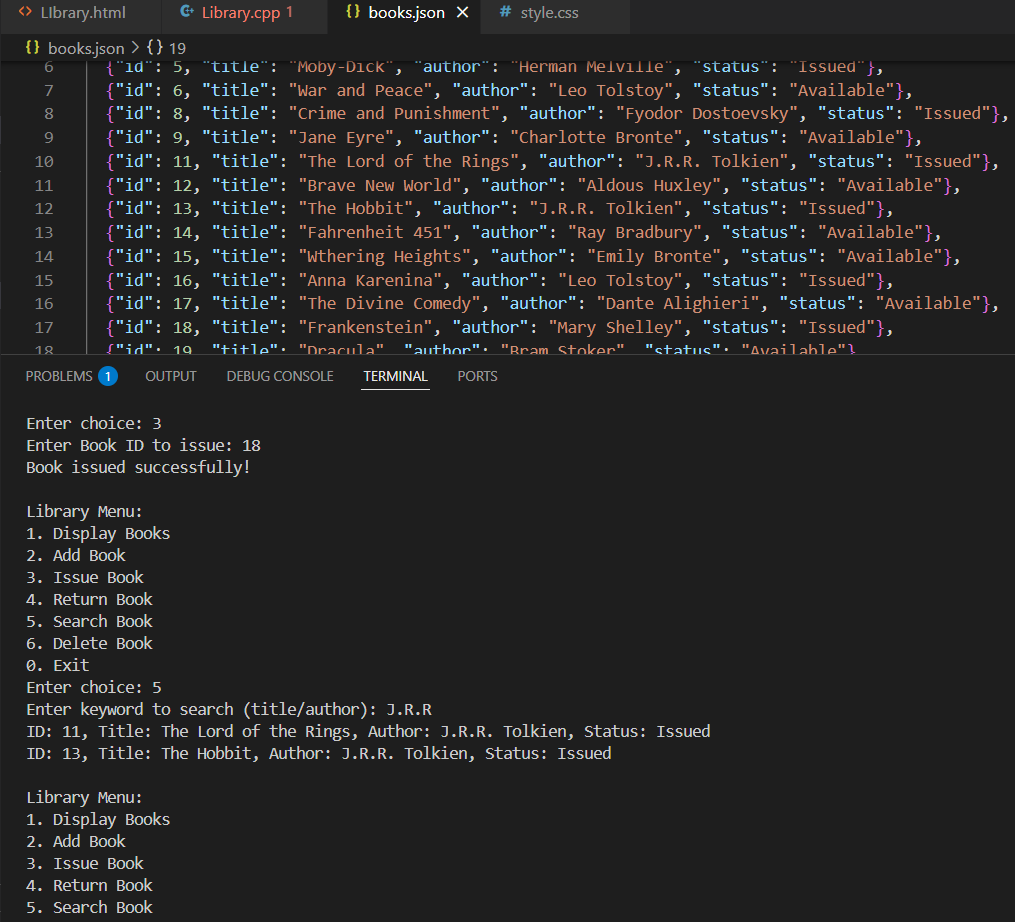 LIbrary.html Library.cpp 1 books.json style.css
books.json > {} 19
6 {"id": 5, "title": "Moby-Dick", "author": "Herman Melville", "status": "Issued"},
7 {"id": 6, "title": "War and Peace", "author": "Leo Tolstoy", "status": "Available"},
8 {"id": 8, "title": "Crime and Punishment", "author": "Fyodor Dostoevsky", "status": "Issued"},
9 {"id": 9, "title": "Jane Eyre", "author": "Charlotte Bronte", "status": "Available"},
10 {"id": 11, "title": "The Lord of the Rings", "author": "J.R.R. Tolkien", "status": "Issued"},
11 {"id": 12, "title": "Brave New World", "author": "Aldous Huxley", "status": "Available"},
12 {"id": 13, "title": "The Hobbit", "author": "J.R.R. Tolkien", "status": "Issued"},
13 {"id": 14, "title": "Fahrenheit 451", "author": "Ray Bradbury", "status": "Available"},
14 {"id": 15, "title": "Wthering Heights", "author": "Emily Bronte", "status": "Available"},
15 {"id": 16, "title": "Anna Karenina", "author": "Leo Tolstoy", "status": "Issued"},
16 {"id": 17, "title": "The Divine Comedy", "author": "Dante Alighieri", "status": "Available"},
17 {"id": 18, "title": "Frankenstein", "author": "Mary Shelley", "status": "Issued"},
18 {"id": 19, "title": "Dracula", "author": "Bram Stoker", "status": "Available"}
PROBLEMS 1 OUTPUT DEBUG CONSOLE TERMINAL PORTS
Enter choice: 3
Enter Book ID to issue: 18
Book issued successfully!
Library Menu:
1. Display Books
2. Add Book
3. Issue Book
4. Return Book
5. Search Book
6. Delete Book
0. Exit
Enter choice: 5
Enter keyword to search (title/author): J.R.R
ID: 11, Title: The Lord of the Rings, Author: J.R.R. Tolkien, Status: Issued
ID: 13, Title: The Hobbit, Author: J.R.R. Tolkien, Status: Issued
Library Menu:
1. Display Books
2. Add Book
3. Issue Book
4. Return Book
5. Search Book